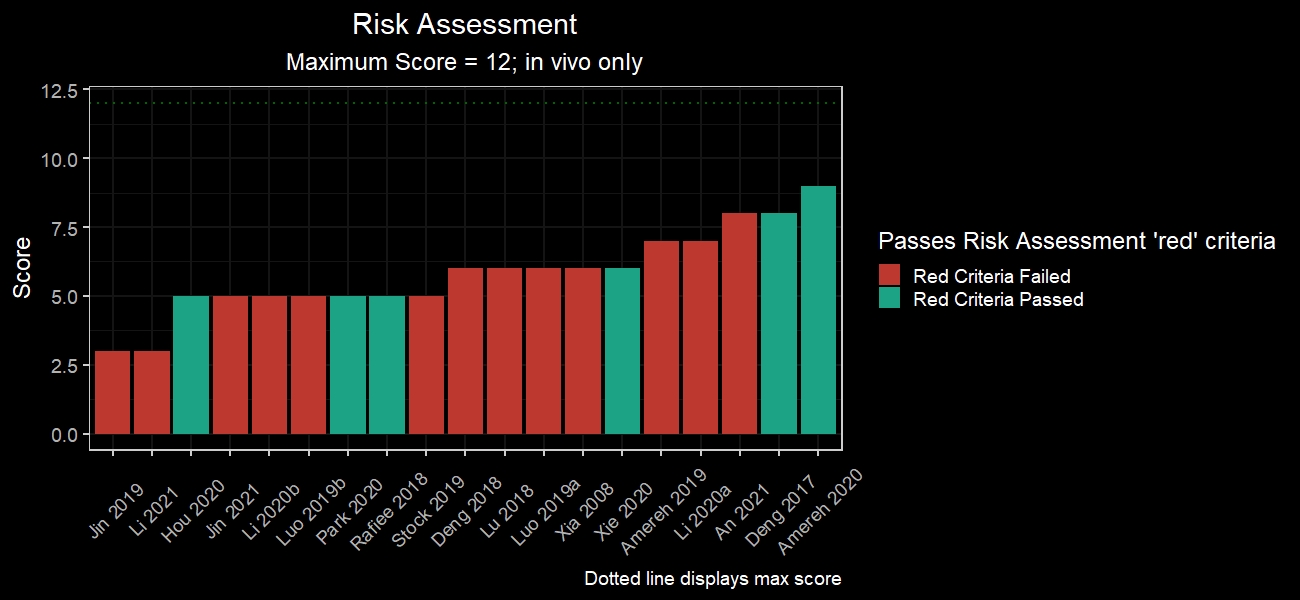 Risk Assessment
Maximum Score = 12; in vivo only
Score
12.5
10.0
7.5
5.0
2.5
0.0
Jin 2019
Li 2021
Hou 2020
Jin 2021
Li 2020b
Luo 2019b
Park 2020
Rafiee 2018
Stock 2019
Deng 2018
Lu 2018
Luo 2019a
Xia 2008
Xie 2020
Amereh 2019
Li 2020a
An 2021
Deng 2017
Amereh 2020
Passes Risk Assessment 'red' criteria
Red Criteria Failed
Red Criteria Passed
Dotted line displays max score